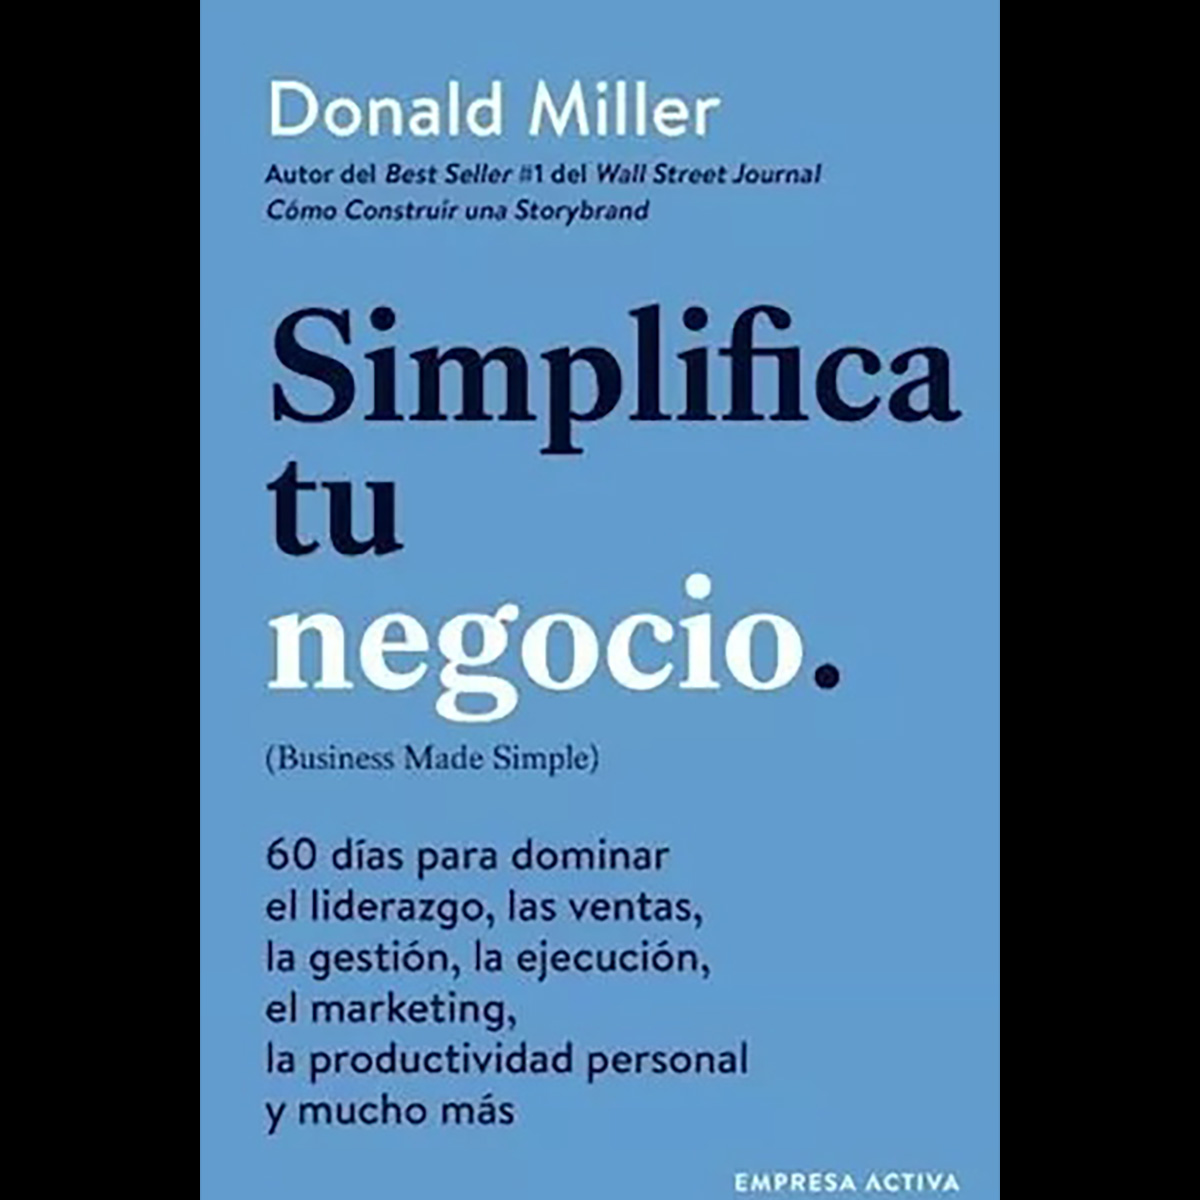 Donald Miller
Autor del Best Seller #1 del Wall Street Journal
Cómo Construir una Storybrand
Simplifica
tu
negocio.
(Business Made Simple)
60 días para dominar
el liderazgo, las ventas,
la gestión, la ejecución,
el marketing,
la productividad personal
y mucho más
EMPRESA ACTIVA